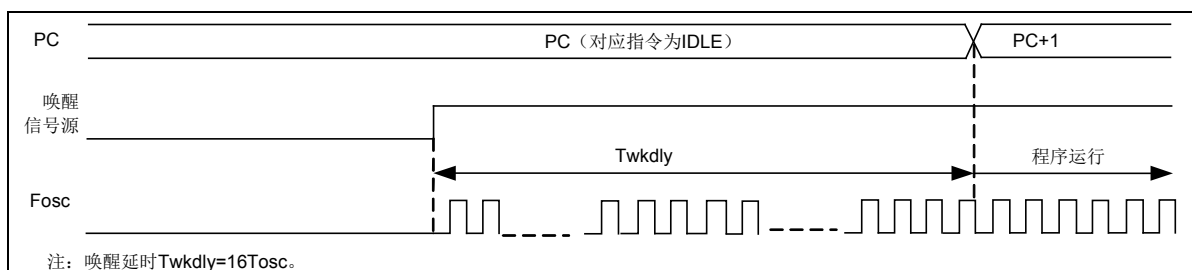 PC
PC（对应指令为IDLE）
PC+1
唤醒
信号源
Twkdly
程序运行
Fosc
注：唤醒延时Twkdly=16Tosc。